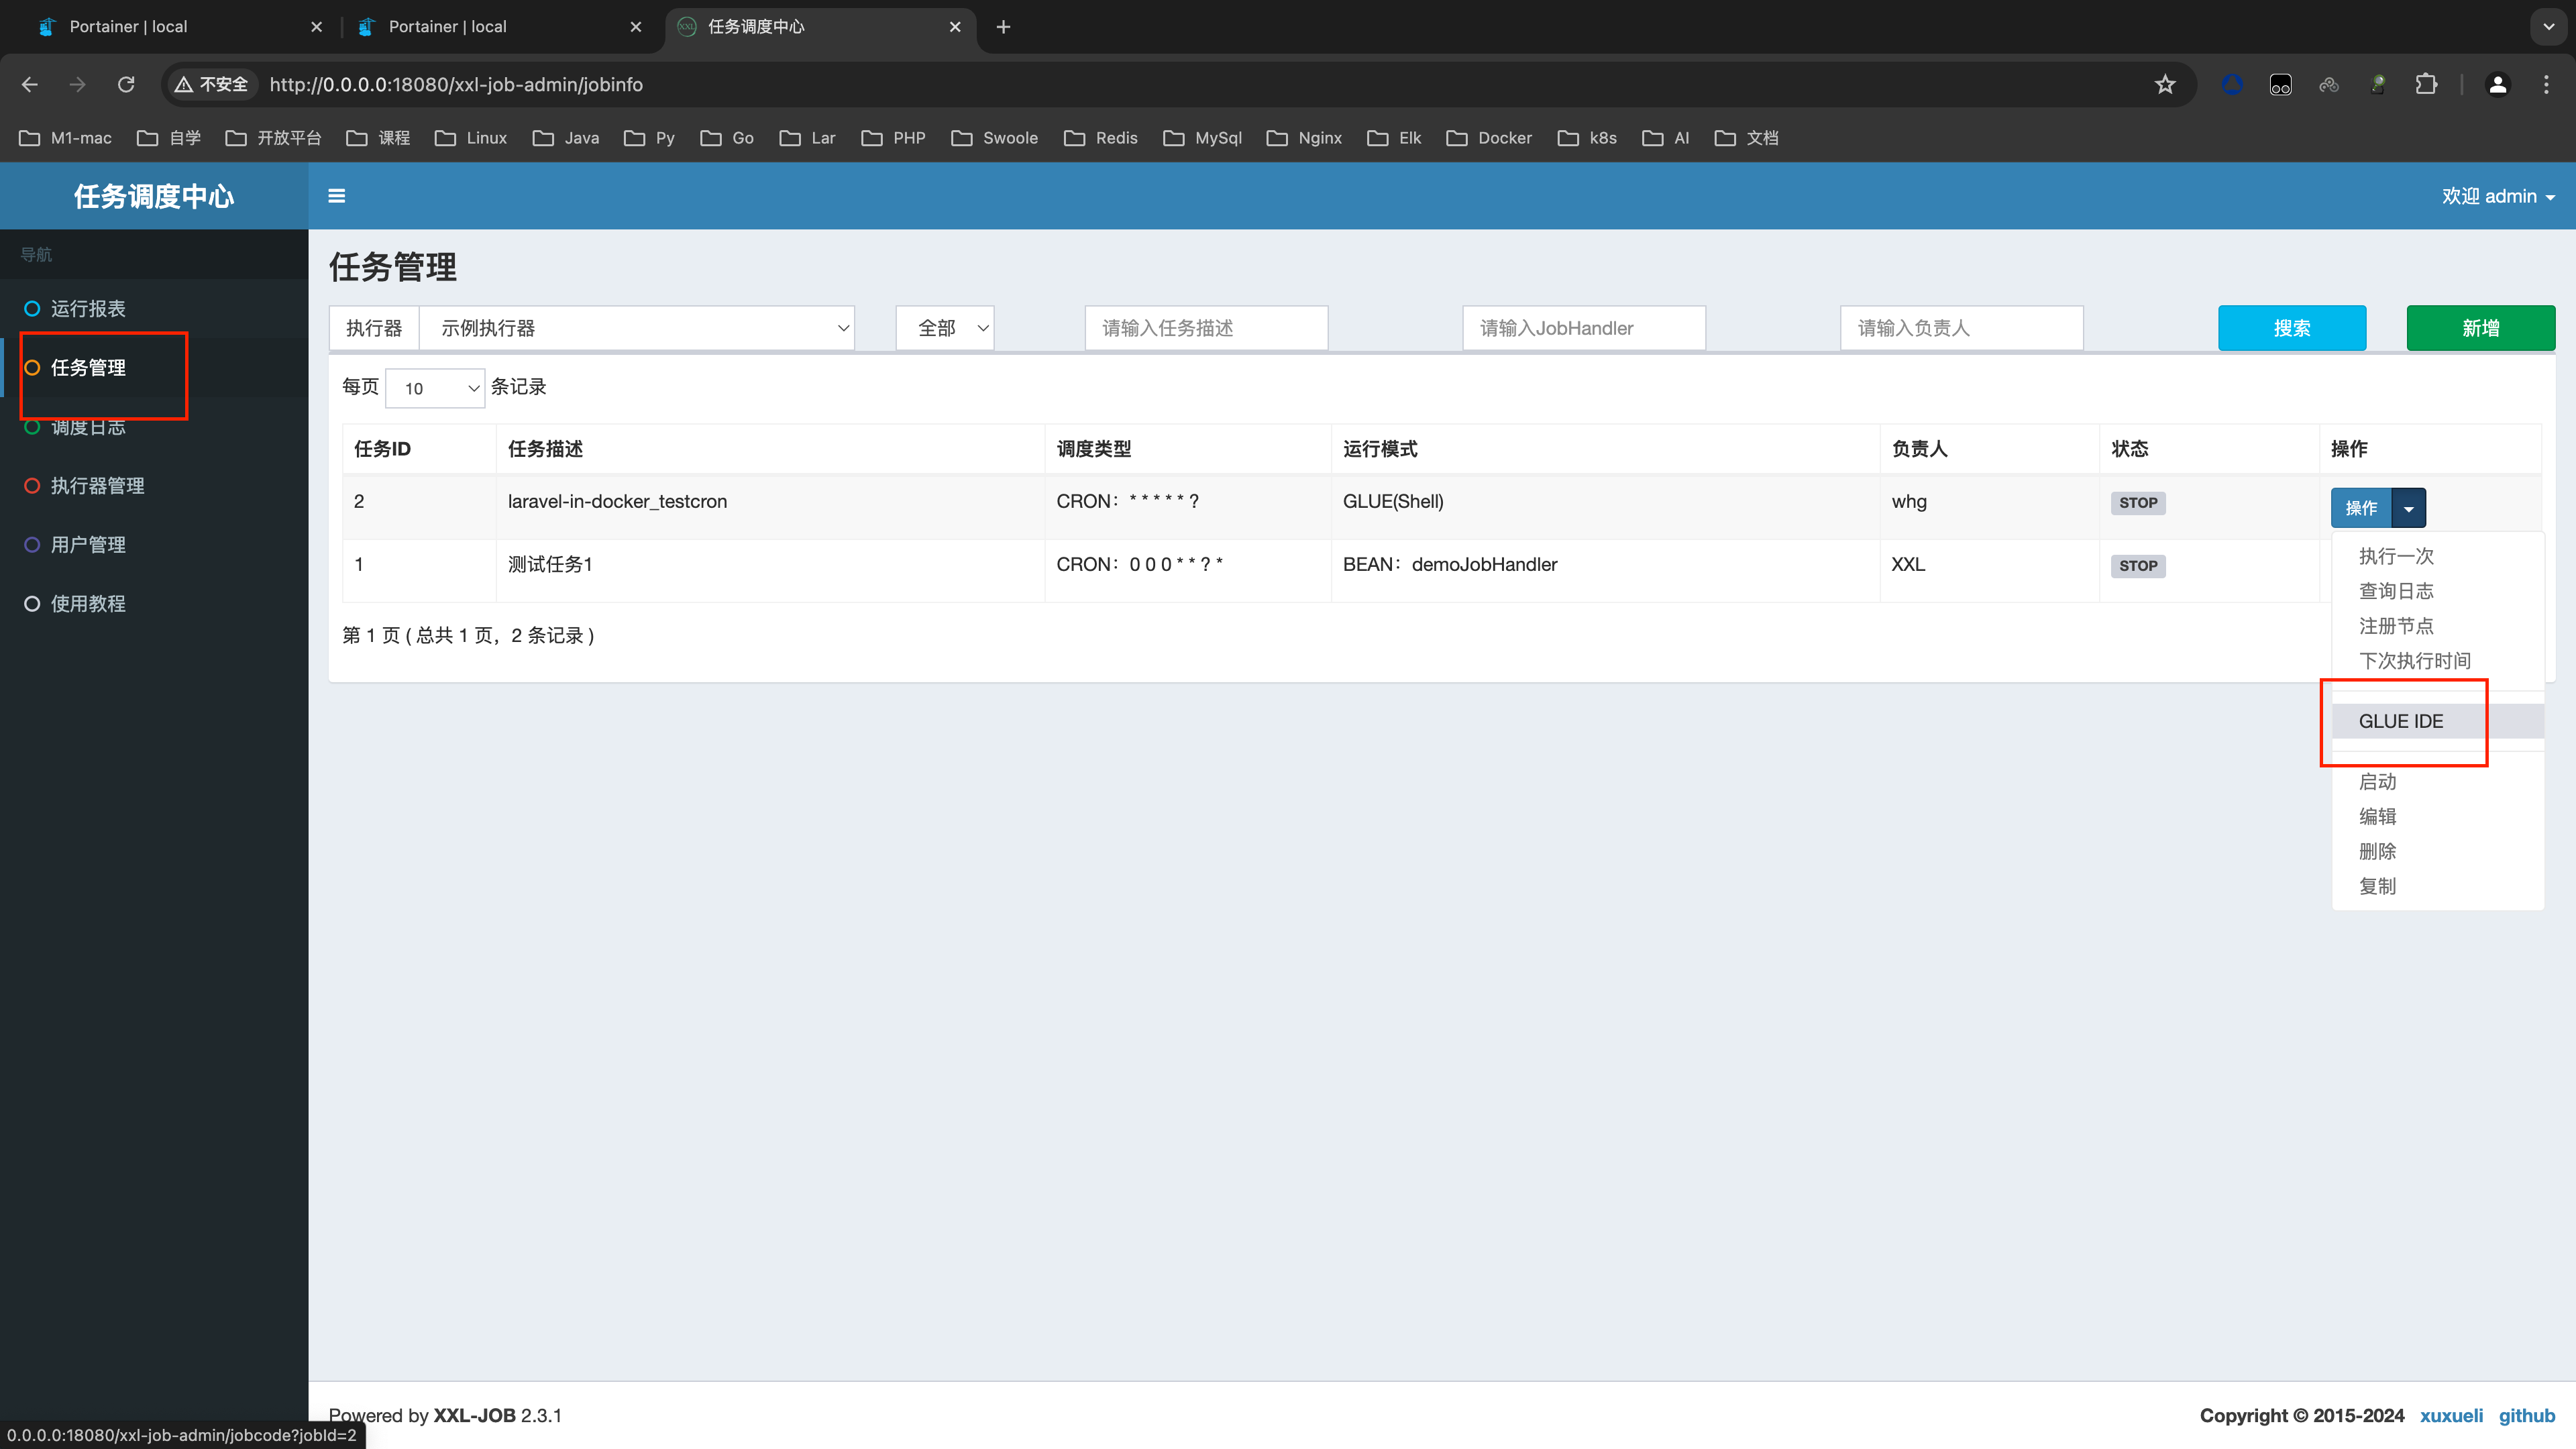 Portainer | local
Portainer | local
任务调度中心
不安全 http://0.0.0.0:18080/xxl-job-admin/jobinfo
M1-mac 自学 开放平台 课程 Linux Java Py Go Lar PHP Swoole Redis MySql Nginx Elk Docker k8s AI 文档
任务调度中心
欢迎 admin
导航
运行报表
任务管理
调度日志
执行器管理
用户管理
使用教程
任务管理
执行器 示例执行器 全部 请输入任务描述 请输入JobHandler 请输入负责人 搜索 新增
每页 10 条记录
任务ID 任务描述 调度类型 运行模式 负责人 状态 操作
2 laravel-in-docker_testcron CRON：* * * * * ? GLUE(Shell) whg STOP 操作
1 测试任务1 CRON：0 0 0 * * ? * BEAN：demoJobHandler XXL STOP
第 1 页 ( 总共 1 页，2 条记录 )
执行一次
查询日志
注册节点
下次执行时间
GLUE IDE
启动
编辑
删除
复制
Powered by XXL-JOB 2.3.1
Copyright © 2015-2024 xuxueli github
0.0.0.0:18080/xxl-job-admin/jobcode?jobId=2